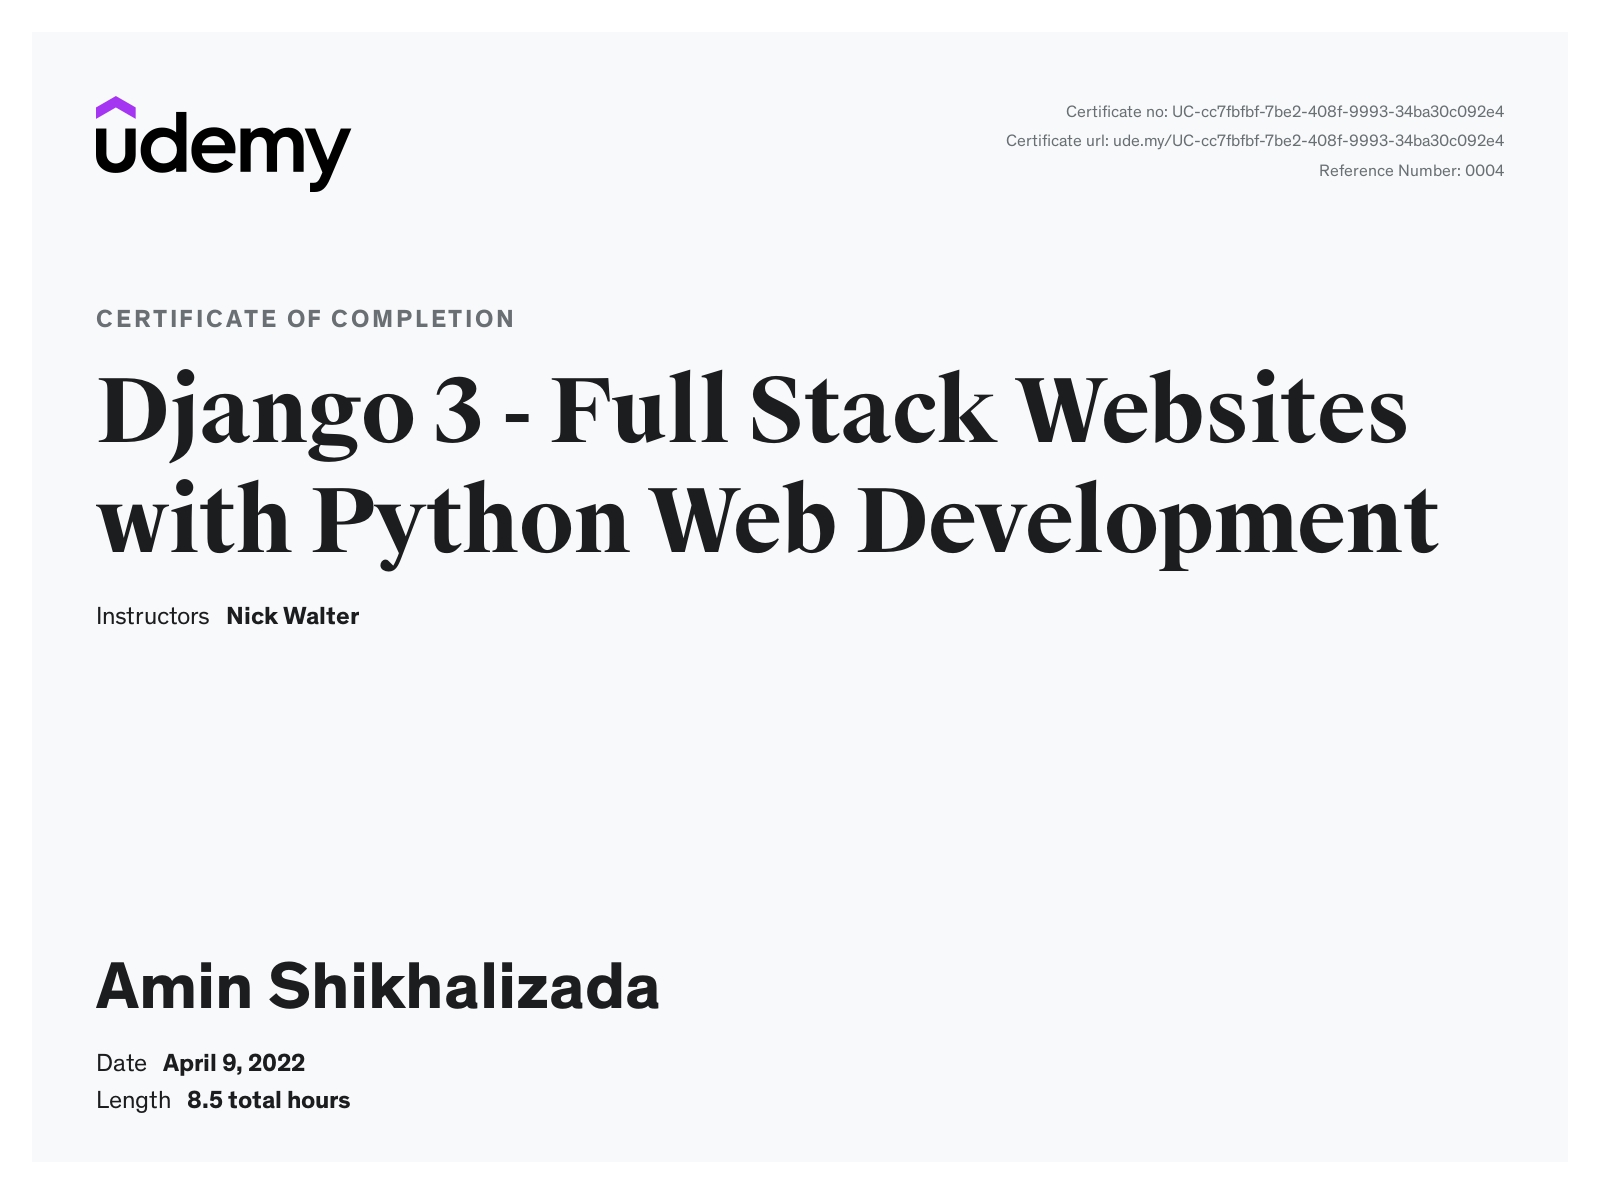 udemy
Certificate no: UC-cc7fbfbf-7be2-408f-9993-34ba30c092e4
Certificate url: ude.my/UC-cc7fbfbf-7be2-408f-9993-34ba30c092e4
Reference Number: 0004
CERTIFICATE OF COMPLETION
Django 3 - Full Stack Websites
with Python Web Development
Instructors Nick Walter
Amin Shikhalizada
Date April 9, 2022
Length 8.5 total hours